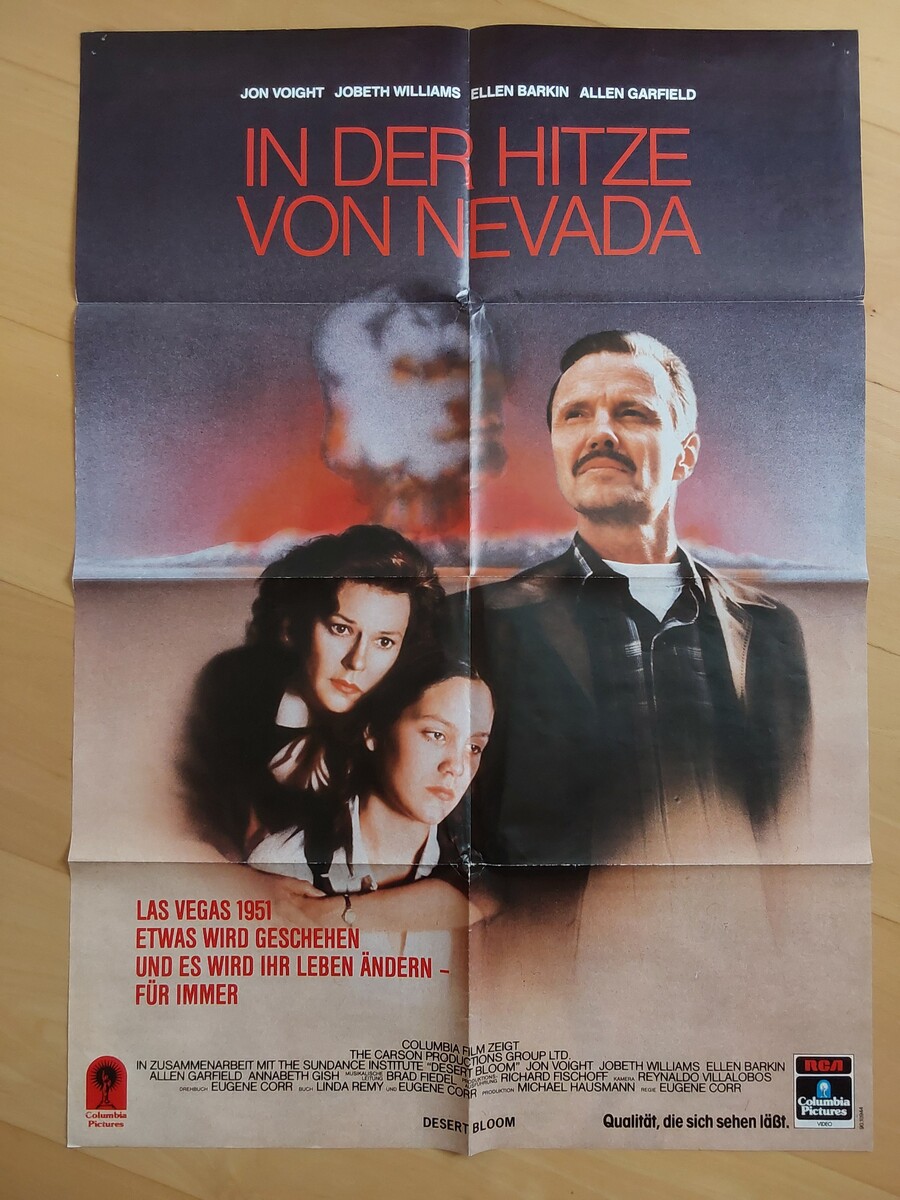 JON VOIGHT JOBETH WILLIAMS ELLEN BARKIN ALLEN GARFIELD
IN DER HITZE
VON NEVADA
LAS VEGAS 1951
ETWAS WIRD GESCHEHEN
UND ES WIRD IHR LEBEN ÄNDERN –
FÜR IMMER
COLUMBIA FILM ZEIGT
THE CARSON PRODUCTIONS GROUP LTD.
IN ZUSAMMENARBEIT MIT THE SUNDANCE INSTITUTE "DESERT BLOOM" JON VOIGHT JOBETH WILLIAMS ELLEN BARKIN
ALLEN GARFIELD ANNABETH GISH MUSIKALISCHE LEITUNG BRAD FIEDEL RICHARD FISCHOFF KAMERA REYNALDO VILLALOBOS
DREHBUCH EUGENE CORR BUCH LINDA REMY UND EUGENE CORR PRODUKTION MICHAEL HAUSMANN REGIE EUGENE CORR
Columbia
Pictures
DESERT BLOOM
Qualität, die sich sehen läßt.
RCA
Columbia
Pictures
VIDEO